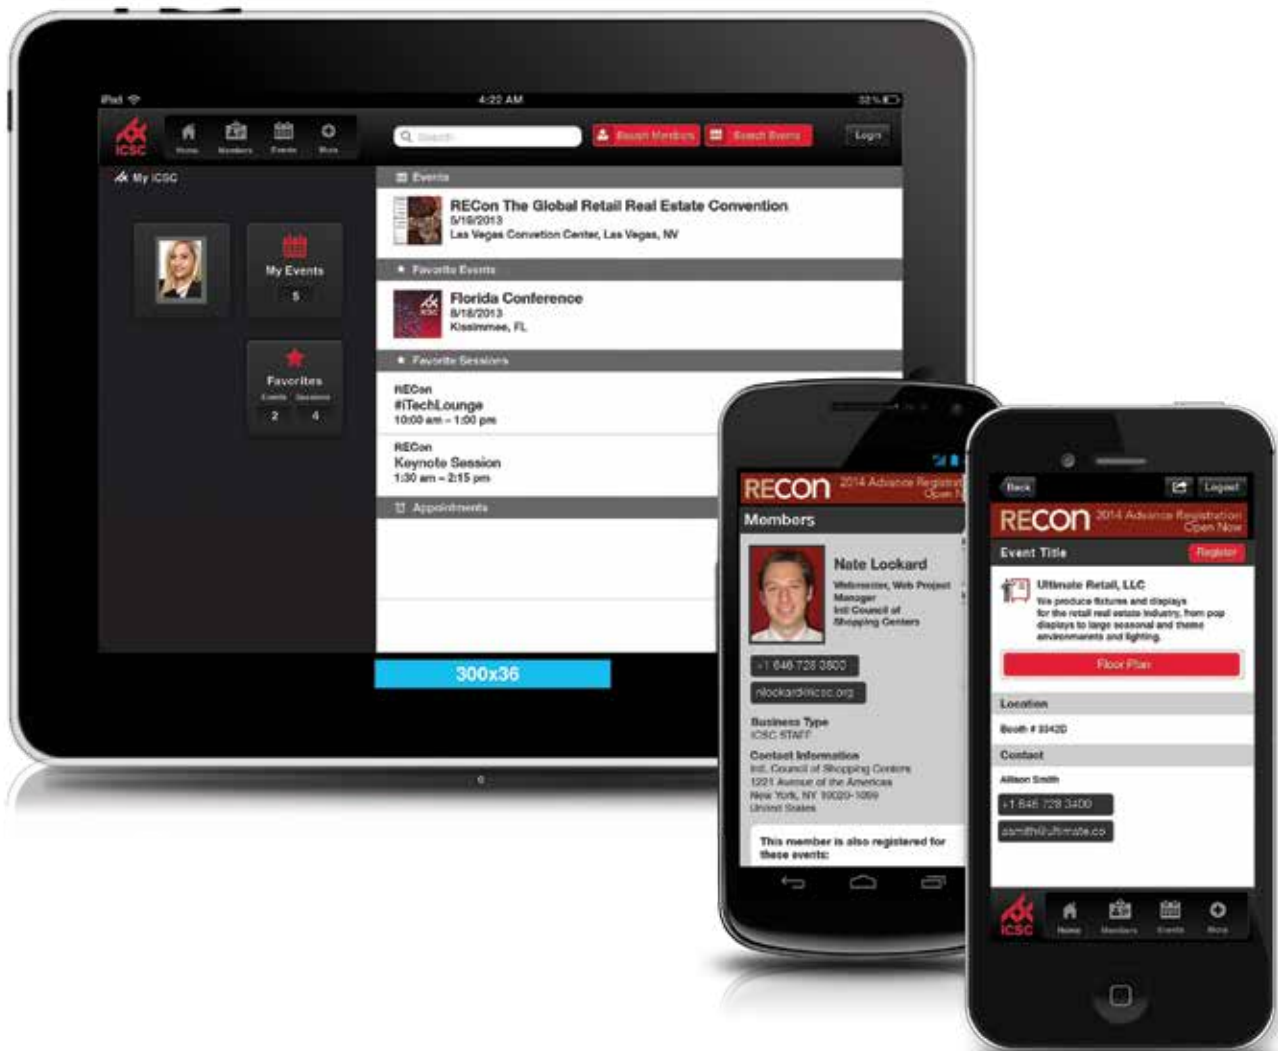 iPad
4:22 AM
32%
ICSC
Home
Members
Events
More
Search
Search Members
Search Events
Login
My ICSC
My Events
5
Favorites
Events Sessions
2 4
Events
RECon The Global Retail Real Estate Convention
5/19/2013
Las Vegas Convetion Center, Las Vegas, NV
Favorite Events
ICSC
Florida Conference
8/18/2013
Kissimmee, FL
Favorite Sessions
RECon
#iTechLounge
10:00 am – 1:00 pm
RECon
Keynote Session
1:30 am – 2:15 pm
Appointments
300x36
RECON
2014 Advance Registrat
Open N
Members
Nate Lockard
Webmaster, Web Project
Manager
Intl Council of
Shopping Centers
+1 646 728 3800
nlockard@icsc.org
Business Type
ICSC STAFF
Contact Information
Intl. Council of Shopping Centers
1221 Avenue of the Americas
New York, NY 10020-1099
United States
This member is also registered for
these events:
Back
Logout
RECON
2014 Advance Registration
Open Now
Event Title
Register
Ultimate Retail, LLC
We produce fixtures and displays
for the retail real estate industry, from pop
displays to large seasonal and theme
environmanets and lighting.
Floor Plan
Location
Booth # 3342D
Contact
Allison Smith
+1 646 728 3400
asmith@ultimate.co
ICSC
Home
Members
Events
More